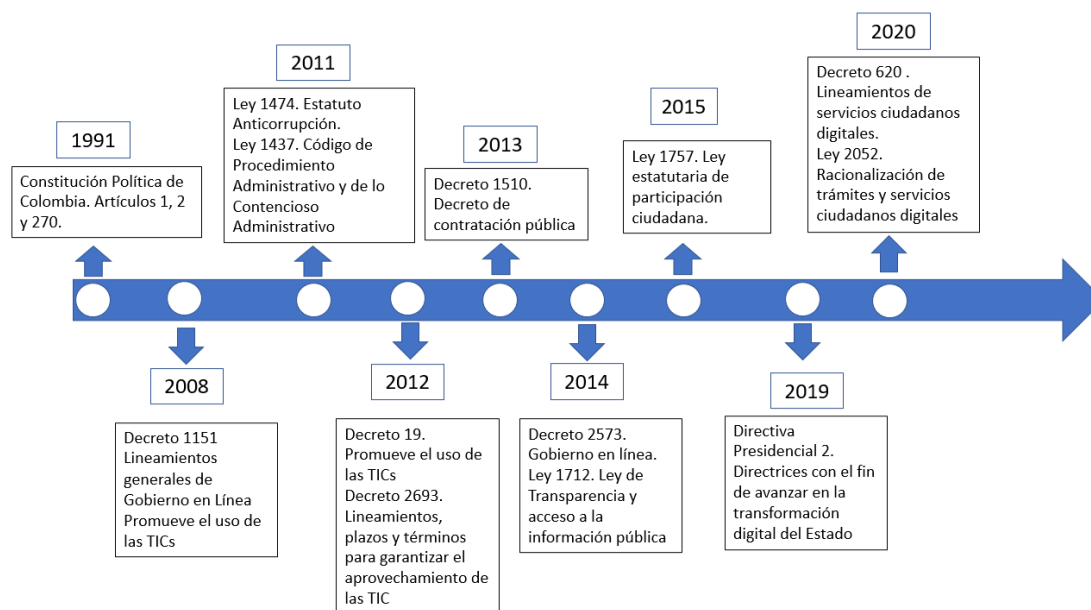 1991
Constitución Política de
Colombia. Artículos 1, 2
y 270.
2008
Decreto 1151
Lineamientos
generales de
Gobierno en Línea
Promueve el uso de
las TICs
2011
Ley 1474. Estatuto
Anticorrupción.
Ley 1437. Código de
Procedimiento
Administrativo y de lo
Contencioso
Administrativo
2012
Decreto 19.
Promueve el uso de
las TICs
Decreto 2693.
Lineamientos,
plazos y términos
para garantizar el
aprovechamiento de
las TIC
2013
Decreto 1510.
Decreto de
contratación pública
2014
Decreto 2573.
Gobierno en línea.
Ley 1712. Ley de
Transparencia y
acceso a la
información pública
2015
Ley 1757. Ley
estatutaria de
participación
ciudadana.
2019
Directiva
Presidencial 2.
Directrices con el fin
de avanzar en la
transformación
digital del Estado
2020
Decreto 620 .
Lineamientos de
servicios ciudadanos
digitales.
Ley 2052.
Racionalización de
trámites y servicios
ciudadanos digitales